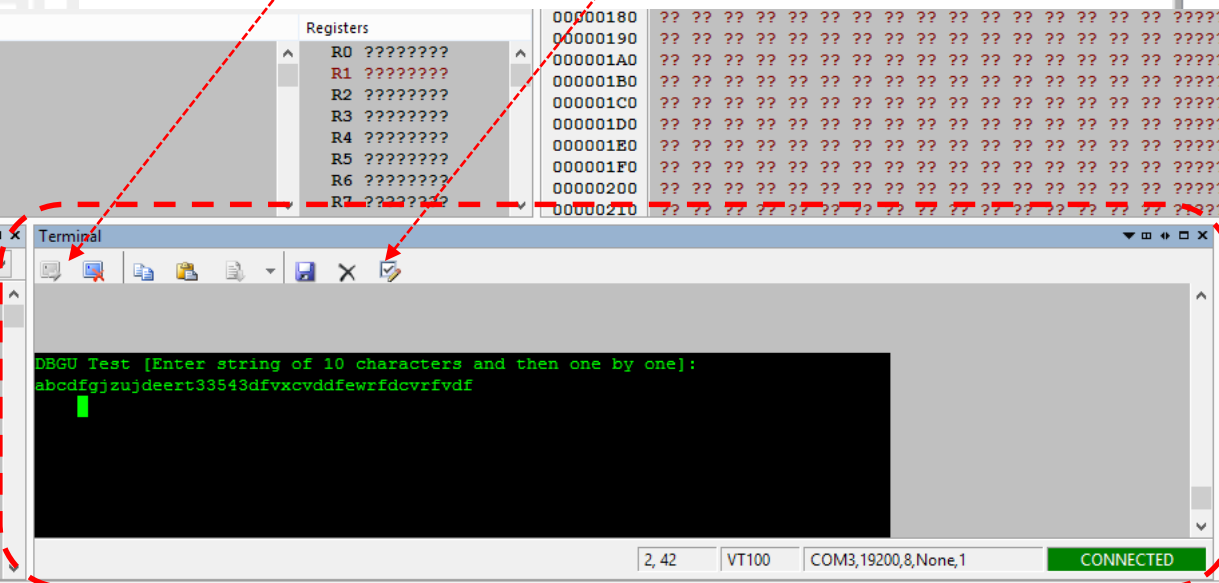 Registers
R0 ????????
R1 ????????
R2 ????????
R3 ????????
R4 ????????
R5 ????????
R6 ????????
R7 ????????
00000180 ?? ?? ?? ?? ?? ?? ?? ?? ?? ?? ?? ?? ?? ?? ?? ?? ????
00000190 ?? ?? ?? ?? ?? ?? ?? ?? ?? ?? ?? ?? ?? ?? ?? ?? ????
000001A0 ?? ?? ?? ?? ?? ?? ?? ?? ?? ?? ?? ?? ?? ?? ?? ?? ????
000001B0 ?? ?? ?? ?? ?? ?? ?? ?? ?? ?? ?? ?? ?? ?? ?? ?? ????
000001C0 ?? ?? ?? ?? ?? ?? ?? ?? ?? ?? ?? ?? ?? ?? ?? ?? ????
000001D0 ?? ?? ?? ?? ?? ?? ?? ?? ?? ?? ?? ?? ?? ?? ?? ?? ????
000001E0 ?? ?? ?? ?? ?? ?? ?? ?? ?? ?? ?? ?? ?? ?? ?? ?? ????
000001F0 ?? ?? ?? ?? ?? ?? ?? ?? ?? ?? ?? ?? ?? ?? ?? ?? ????
00000200 ?? ?? ?? ?? ?? ?? ?? ?? ?? ?? ?? ?? ?? ?? ?? ?? ????
00000210 ?? ?? ?? ?? ?? ?? ?? ?? ?? ?? ?? ?? ?? ?? ?? ?? ????
Terminal
DBGU Test [Enter string of 10 characters and then one by one]:
abcdfgjzujdeert33543dfvxcvddfewrfdcvrfvdf
2, 42 VT100 COM3,19200,8,None,1 CONNECTED